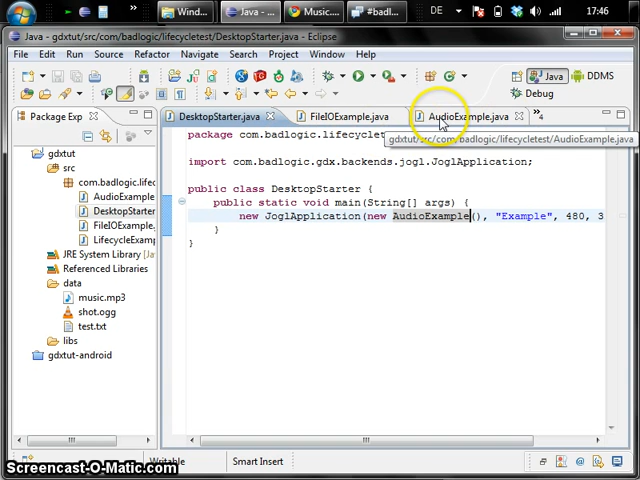 Wind...
Java - ...
Music....
#badl...
DE
17:46
Java - gdxtut/src/com/badlogic/lifecycletest/DesktopStarter.java - Eclipse
File Edit Run Source Refactor Navigate Search Project Window Help
Java DDMS
Debug
Package Exp
DesktopStarter.java FileIOExample.java AudioExample.java »4
gdxtut/src/com/badlogic/lifecycletest/AudioExample.java
gdxtut
src
com.badlogic.lifec
AudioExample
DesktopStarte
FileIOExample
LifecycleExamp
JRE System Library [
Referenced Libraries
data
music.mp3
shot.ogg
test.txt
libs
gdxtut-android
package com.badlogic.lifecyclet
import com.badlogic.gdx.backends.jogl.JoglApplication;
public class DesktopStarter {
public static void main(String[] args) {
new JoglApplication(new AudioExample(), "Example", 480, 3
}
}
Writable
Smart Insert
Screencast-O-Matic.com